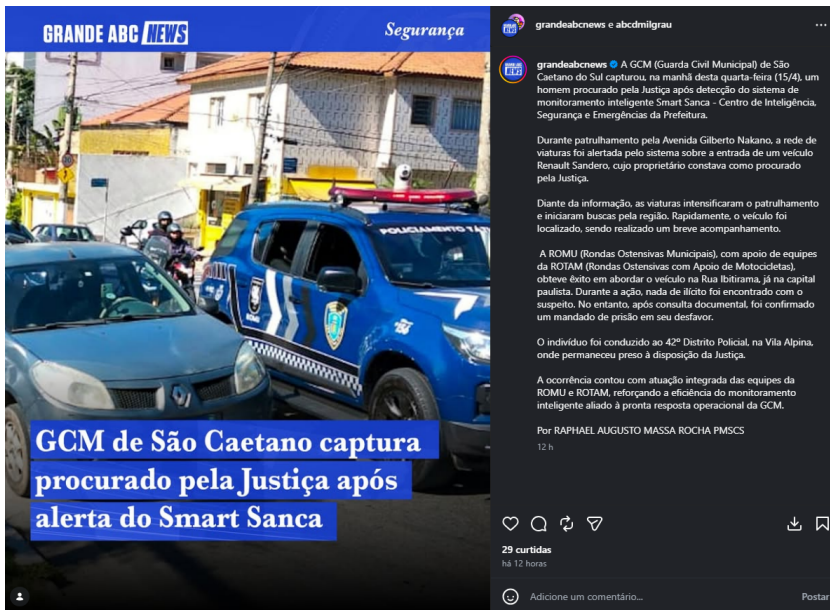 GRANDE ABC NEWS
Segurança
POLICIAMENTO TÁT
ROMU
GCM de São Caetano captura
procurado pela Justiça após
alerta do Smart Sanca
grandeabcnews e abcdmilgrau
grandeabcnews A GCM (Guarda Civil Municipal) de São
Caetano do Sul capturou, na manhã desta quarta-feira (15/4), um
homem procurado pela Justiça após detecção do sistema de
monitoramento inteligente Smart Sanca - Centro de Inteligência,
Segurança e Emergências da Prefeitura.
Durante patrulhamento pela Avenida Gilberto Nakano, a rede de
viaturas foi alertada pelo sistema sobre a entrada de um veículo
Renault Sandero, cujo proprietário constava como procurado
pela Justiça.
Diante da informação, as viaturas intensificaram o patrulhamento
e iniciaram buscas pela região. Rapidamente, o veículo foi
localizado, sendo realizado um breve acompanhamento.
A ROMU (Rondas Ostensivas Municipais), com apoio de equipes
da ROTAM (Rondas Ostensivas com Apoio de Motocicletas),
obteve êxito em abordar o veículo na Rua Ibitirama, já na capital
paulista. Durante a ação, nada de ilícito foi encontrado com o
suspeito. No entanto, após consulta documental, foi confirmado
um mandado de prisão em seu desfavor.
O indivíduo foi conduzido ao 42º Distrito Policial, na Vila Alpina,
onde permaneceu preso à disposição da Justiça.
A ocorrência contou com atuação integrada das equipes da
ROMU e ROTAM, reforçando a eficiência do monitoramento
inteligente aliado à pronta resposta operacional da GCM.
Por RAPHAEL AUGUSTO MASSA ROCHA PMSCS
12 h
29 curtidas
há 12 horas
Adicione um comentário...
Postar